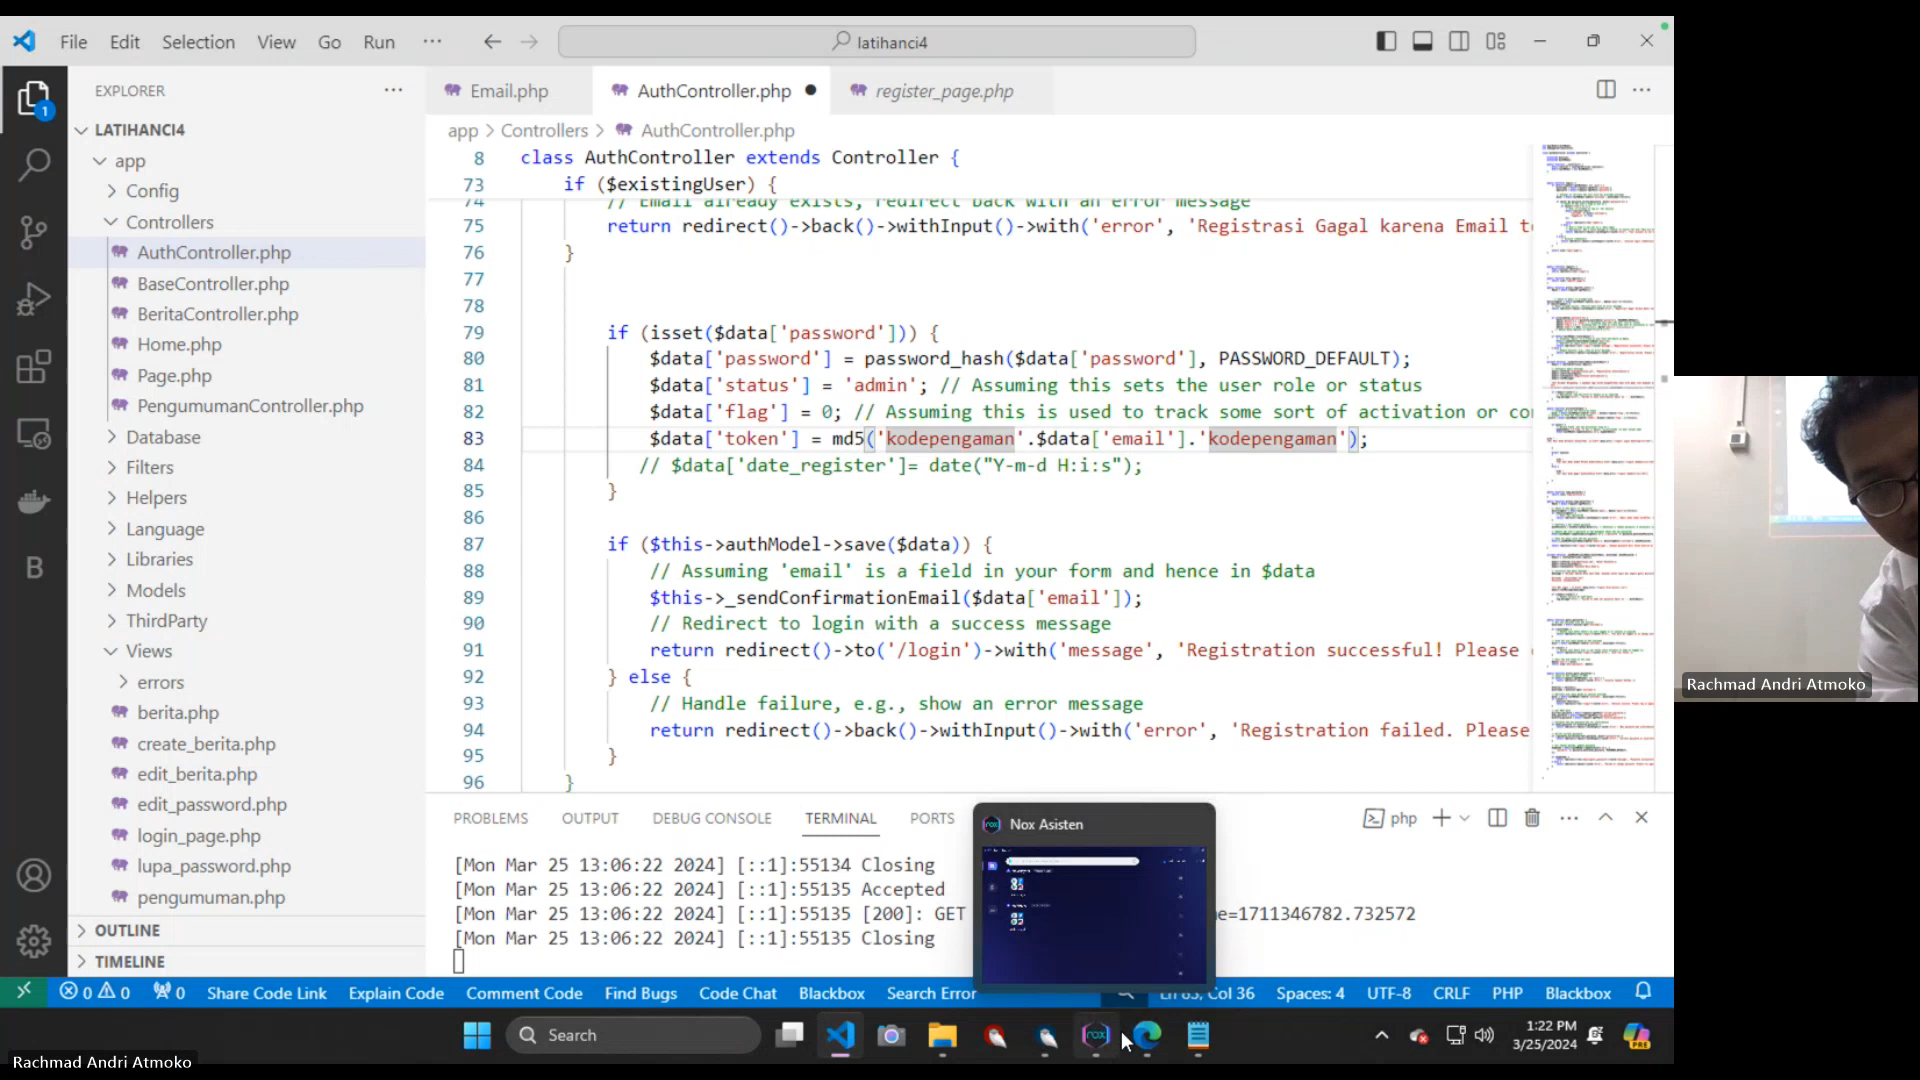 File Edit Selection View Go Run ··· latihanci4
EXPLORER ···
LATIHANCI4
app
Config
Controllers
AuthController.php
BaseController.php
BeritaController.php
Home.php
Page.php
PengumumanController.php
Database
Filters
Helpers
Language
Libraries
Models
ThirdParty
Views
errors
berita.php
create_berita.php
edit_berita.php
edit_password.php
login_page.php
lupa_password.php
pengumuman.php
OUTLINE
TIMELINE
Email.php AuthController.php register_page.php
app > Controllers > AuthController.php
8 class AuthController extends Controller {
73 if ($existingUser) {
74 // Email already exists, redirect back with an error message
75 return redirect()->back()->withInput()->with('error', 'Registrasi Gagal karena Email t
76 }
77
78
79 if (isset($data['password'])) {
80 $data['password'] = password_hash($data['password'], PASSWORD_DEFAULT);
81 $data['status'] = 'admin'; // Assuming this sets the user role or status
82 $data['flag'] = 0; // Assuming this is used to track some sort of activation or co
83 $data['token'] = md5('kodepengaman'.$data['email'].'kodepengaman');
84 // $data['date_register']= date("Y-m-d H:i:s");
85 }
86
87 if ($this->authModel->save($data)) {
88 // Assuming 'email' is a field in your form and hence in $data
89 $this->_sendConfirmationEmail($data['email']);
90 // Redirect to login with a success message
91 return redirect()->to('/login')->with('message', 'Registration successful! Please
92 } else {
93 // Handle failure, e.g., show an error message
94 return redirect()->back()->withInput()->with('error', 'Registration failed. Please
95 }
96 }
PROBLEMS OUTPUT DEBUG CONSOLE TERMINAL PORTS php
[Mon Mar 25 13:06:22 2024] [::1]:55134 Closing
[Mon Mar 25 13:06:22 2024] [::1]:55135 Accepted
[Mon Mar 25 13:06:22 2024] [::1]:55135 [200]: GET e=1711346782.732572
[Mon Mar 25 13:06:22 2024] [::1]:55135 Closing
Nox Asisten
0 0 0 Share Code Link Explain Code Comment Code Find Bugs Code Chat Blackbox Search Error Ln 83, Col 36 Spaces: 4 UTF-8 CRLF PHP Blackbox
Search
1:22 PM
3/25/2024
Rachmad Andri Atmoko
Rachmad Andri Atmoko